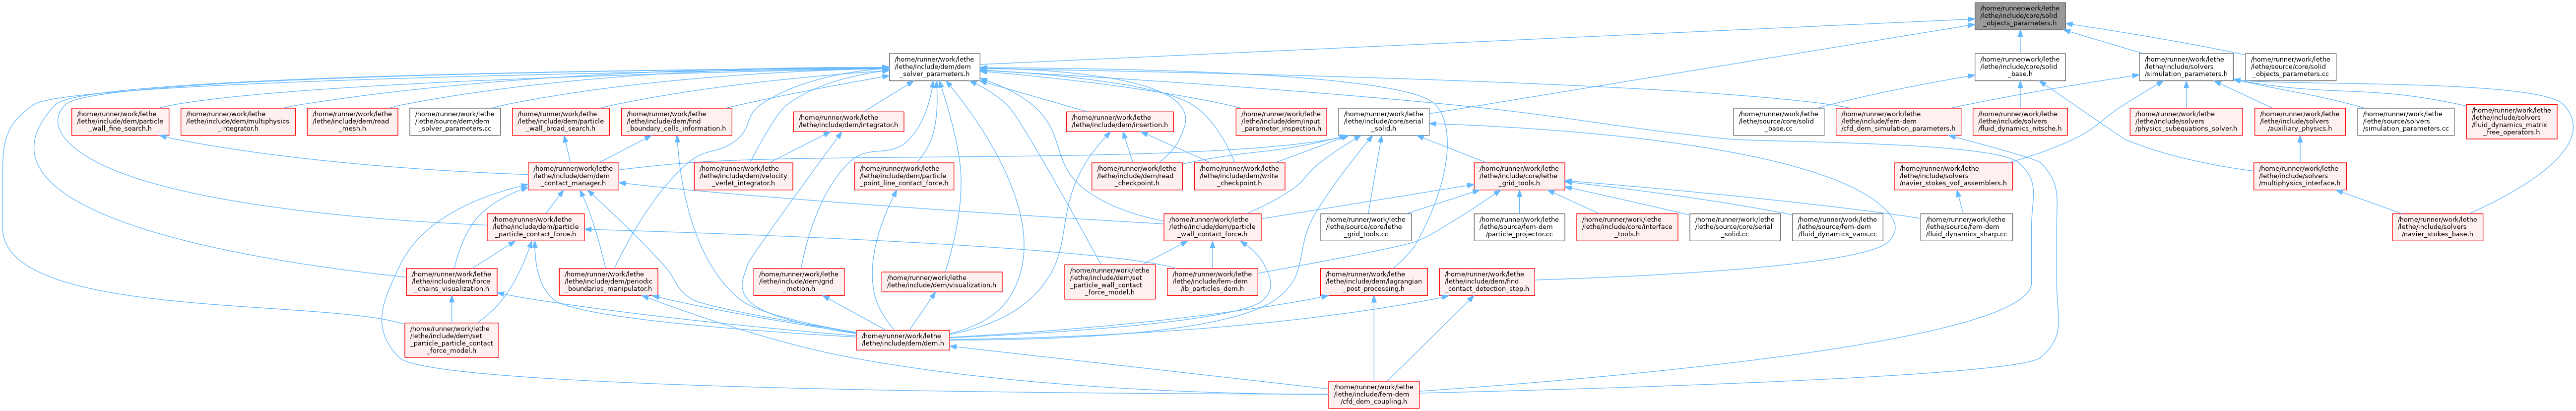 /home/runner/work/lethe
/lethe/include/core/solid
_objects_parameters.h
/home/runner/work/lethe
/lethe/include/dem/dem
_solver_parameters.h
/home/runner/work/lethe
/lethe/include/core/solid
_base.h
/home/runner/work/lethe
/lethe/include/solvers
/simulation_parameters.h
/home/runner/work/lethe
/lethe/source/core/solid
_objects_parameters.cc
/home/runner/work/lethe
/lethe/include/dem/particle
_wall_fine_search.h
/home/runner/work/lethe
/lethe/include/dem/multiphysics
_integrator.h
/home/runner/work/lethe
/lethe/include/dem/read
_mesh.h
/home/runner/work/lethe
/lethe/source/dem/dem
_solver_parameters.cc
/home/runner/work/lethe
/lethe/include/dem/particle
_wall_broad_search.h
/home/runner/work/lethe
/lethe/include/dem/find
_boundary_cells_information.h
/home/runner/work/lethe
/lethe/include/dem/integrator.h
/home/runner/work/lethe
/lethe/include/dem/insertion.h
/home/runner/work/lethe
/lethe/include/dem/input
_parameter_inspection.h
/home/runner/work/lethe
/lethe/include/core/serial
_solid.h
/home/runner/work/lethe
/lethe/source/core/solid
_base.cc
/home/runner/work/lethe
/lethe/include/fem-dem
/cfd_dem_simulation_parameters.h
/home/runner/work/lethe
/lethe/include/solvers
/fluid_dynamics_nitsche.h
/home/runner/work/lethe
/lethe/include/solvers
/physics_subequations_solver.h
/home/runner/work/lethe
/lethe/include/solvers
/auxiliary_physics.h
/home/runner/work/lethe
/lethe/source/solvers
/simulation_parameters.cc
/home/runner/work/lethe
/lethe/include/solvers
/fluid_dynamics_matrix
_free_operators.h
/home/runner/work/lethe
/lethe/include/dem/dem
_contact_manager.h
/home/runner/work/lethe
/lethe/include/dem/velocity
_verlet_integrator.h
/home/runner/work/lethe
/lethe/include/dem/particle
_point_line_contact_force.h
/home/runner/work/lethe
/lethe/include/dem/read
_checkpoint.h
/home/runner/work/lethe
/lethe/include/dem/write
_checkpoint.h
/home/runner/work/lethe
/lethe/include/core/lethe
_grid_tools.h
/home/runner/work/lethe
/lethe/include/solvers
/navier_stokes_vof_assemblers.h
/home/runner/work/lethe
/lethe/include/solvers
/multiphysics_interface.h
/home/runner/work/lethe
/lethe/include/dem/particle
_particle_contact_force.h
/home/runner/work/lethe
/lethe/include/dem/particle
_wall_contact_force.h
/home/runner/work/lethe
/lethe/source/core/lethe
_grid_tools.cc
/home/runner/work/lethe
/lethe/source/fem-dem
/particle_projector.cc
/home/runner/work/lethe
/lethe/include/core/interface
_tools.h
/home/runner/work/lethe
/lethe/source/core/serial
_solid.cc
/home/runner/work/lethe
/lethe/source/fem-dem
/fluid_dynamics_vans.cc
/home/runner/work/lethe
/lethe/source/fem-dem
/fluid_dynamics_sharp.cc
/home/runner/work/lethe
/lethe/include/solvers
/navier_stokes_base.h
/home/runner/work/lethe
/lethe/include/dem/force
_chains_visualization.h
/home/runner/work/lethe
/lethe/include/dem/periodic
_boundaries_manipulator.h
/home/runner/work/lethe
/lethe/include/dem/grid
_motion.h
/home/runner/work/lethe
/lethe/include/dem/visualization.h
/home/runner/work/lethe
/lethe/include/dem/set
_particle_wall_contact
_force_model.h
/home/runner/work/lethe
/lethe/include/fem-dem
/ib_particles_dem.h
/home/runner/work/lethe
/lethe/include/dem/lagrangian
_post_processing.h
/home/runner/work/lethe
/lethe/include/dem/find
_contact_detection_step.h
/home/runner/work/lethe
/lethe/include/dem/set
_particle_particle_contact
_force_model.h
/home/runner/work/lethe
/lethe/include/dem/dem.h
/home/runner/work/lethe
/lethe/include/fem-dem
/cfd_dem_coupling.h